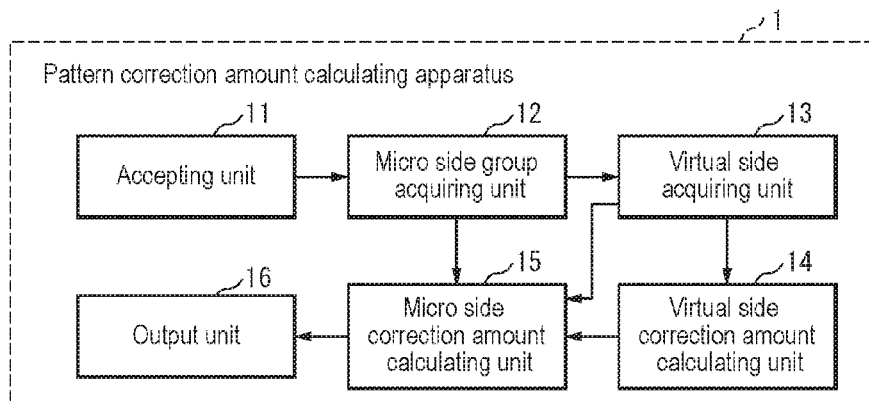 1
Pattern correction amount calculating apparatus
11
12
13
Accepting unit
Micro side group
acquiring unit
Virtual side
acquiring unit
16
15
14
Output unit
Micro side
correction amount
calculating unit
Virtual side
correction amount
calculating unit